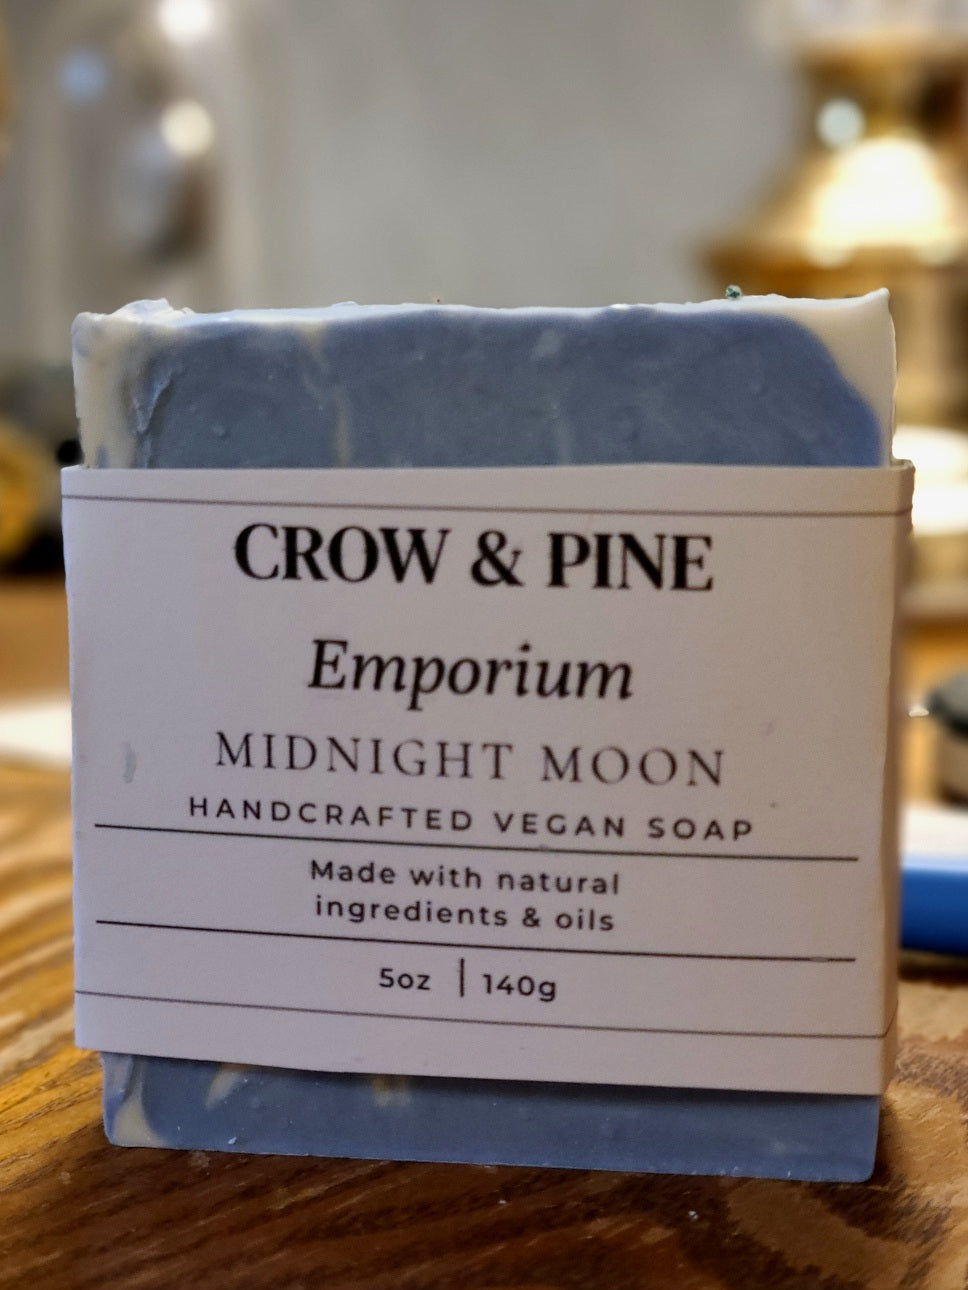 CROW & PINE
Emporium
MIDNIGHT MOON
HANDCRAFTED VEGAN SOAP
Made with natural
ingredients & oils
5oz | 140g